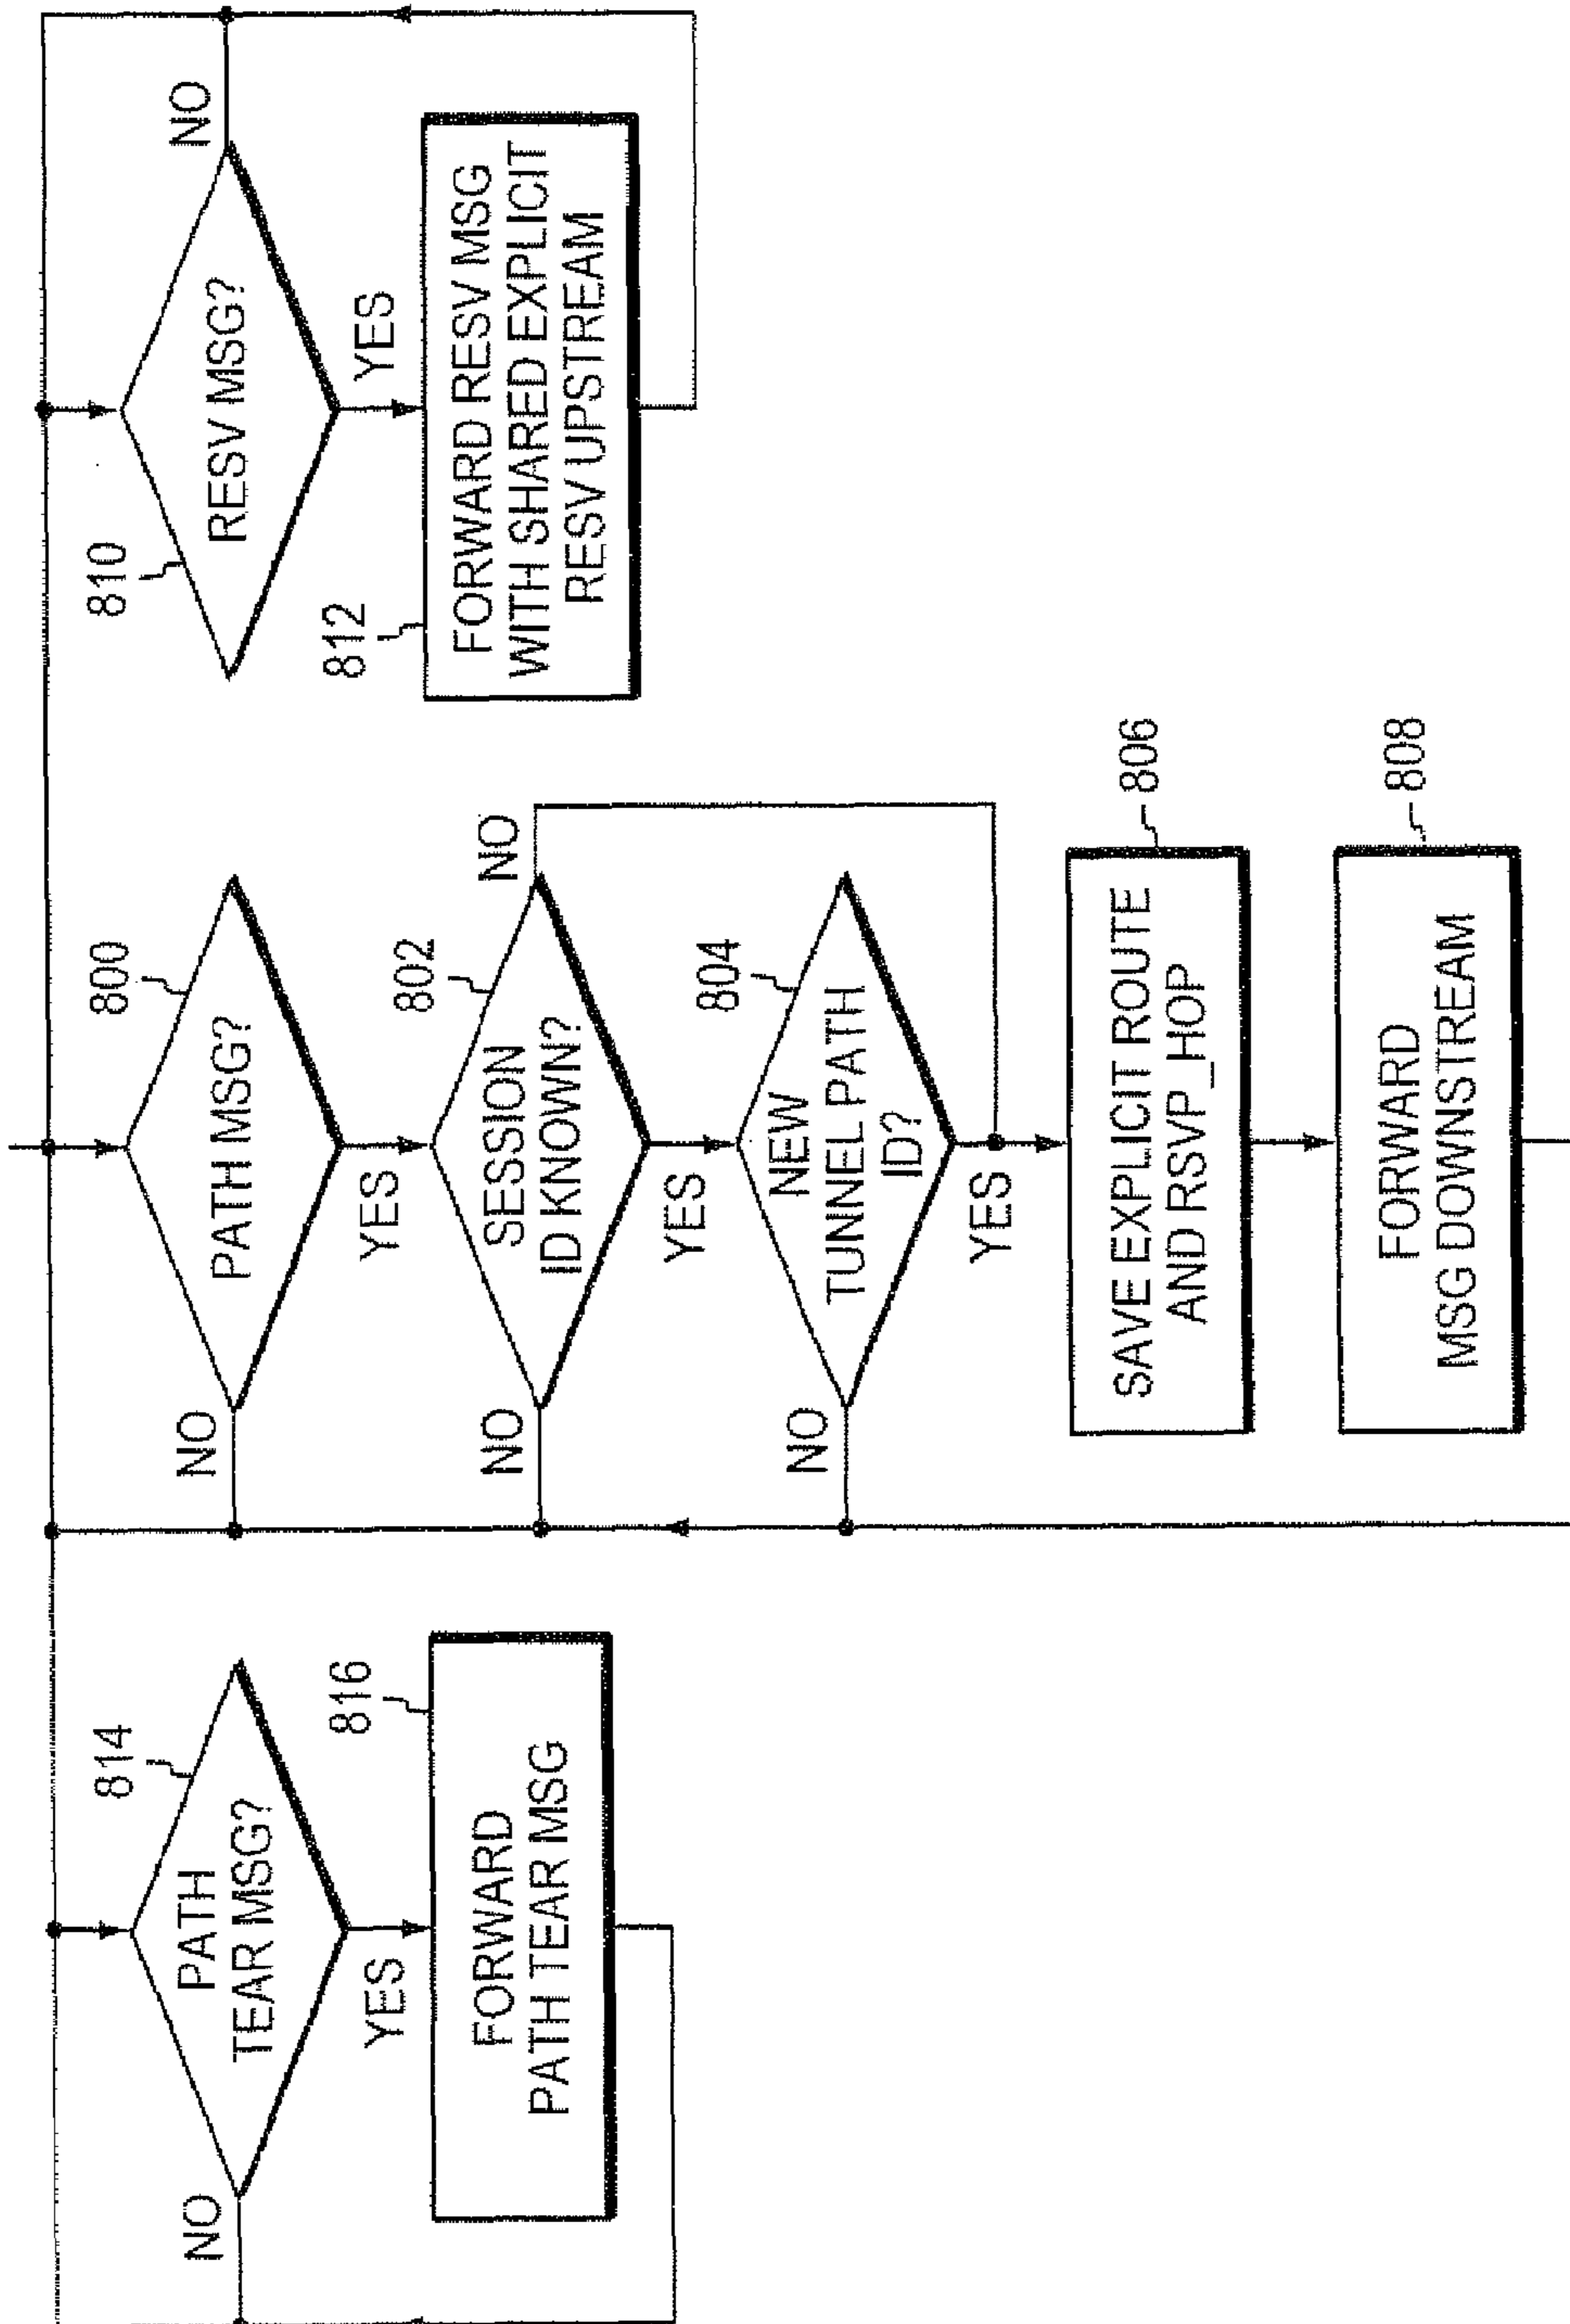 814
PATH
TEAR MSG?
NO
YES
816
FORWARD
PATH TEAR MSG
800
PATH MSG?
NO
YES
802
SESSION
ID KNOWN?
NO
NO
YES
804
NEW
TUNNEL PATH
ID?
NO
YES
806
SAVE EXPLICIT ROUTE
AND RSVP_HOP
808
FORWARD
MSG DOWNSTREAM
810
RESV MSG?
NO
YES
812
FORWARD RESV MSG
WITH SHARED EXPLICIT
RESV UPSTREAM